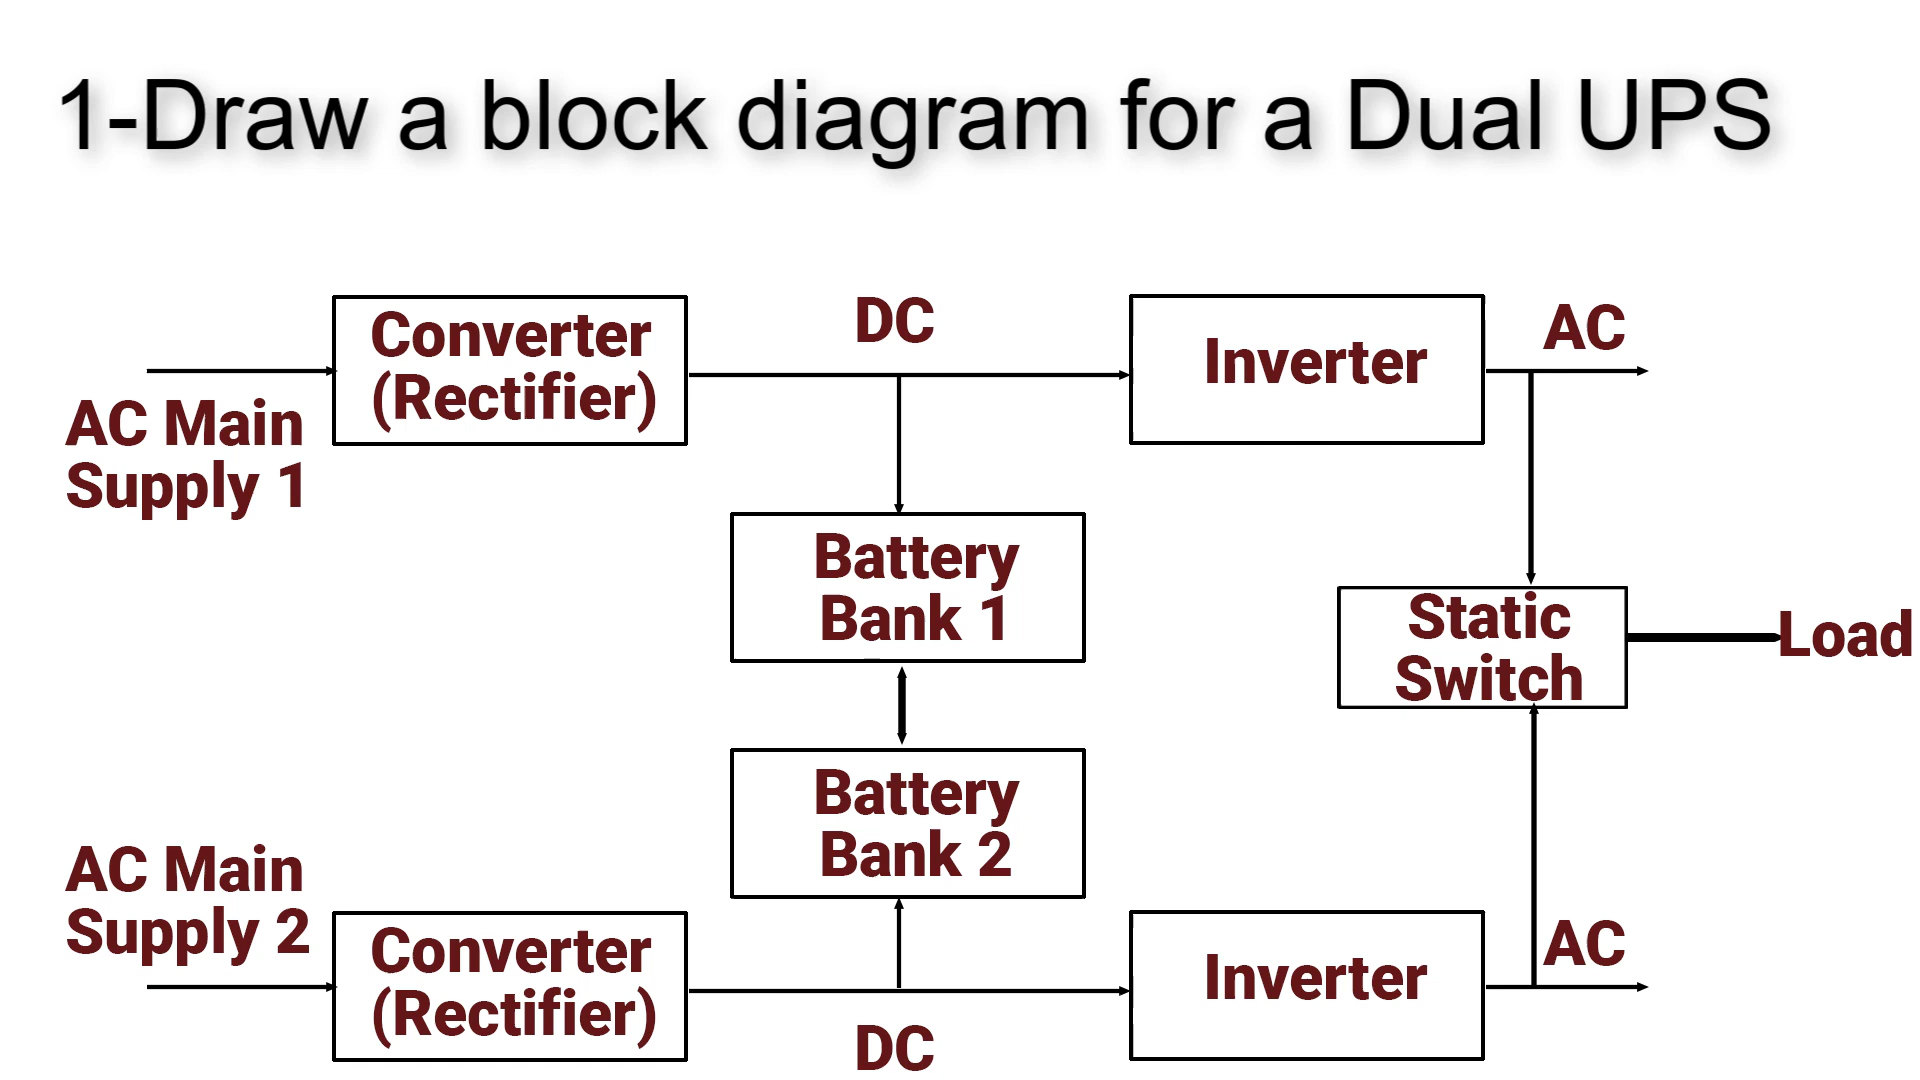 1-Draw a block diagram for a Dual UPS
AC Main
Supply 1
Converter
(Rectifier)
DC
Inverter
AC
Battery
Bank 1
Static
Switch
Load
Battery
Bank 2
AC Main
Supply 2
Converter
(Rectifier)
DC
Inverter
AC